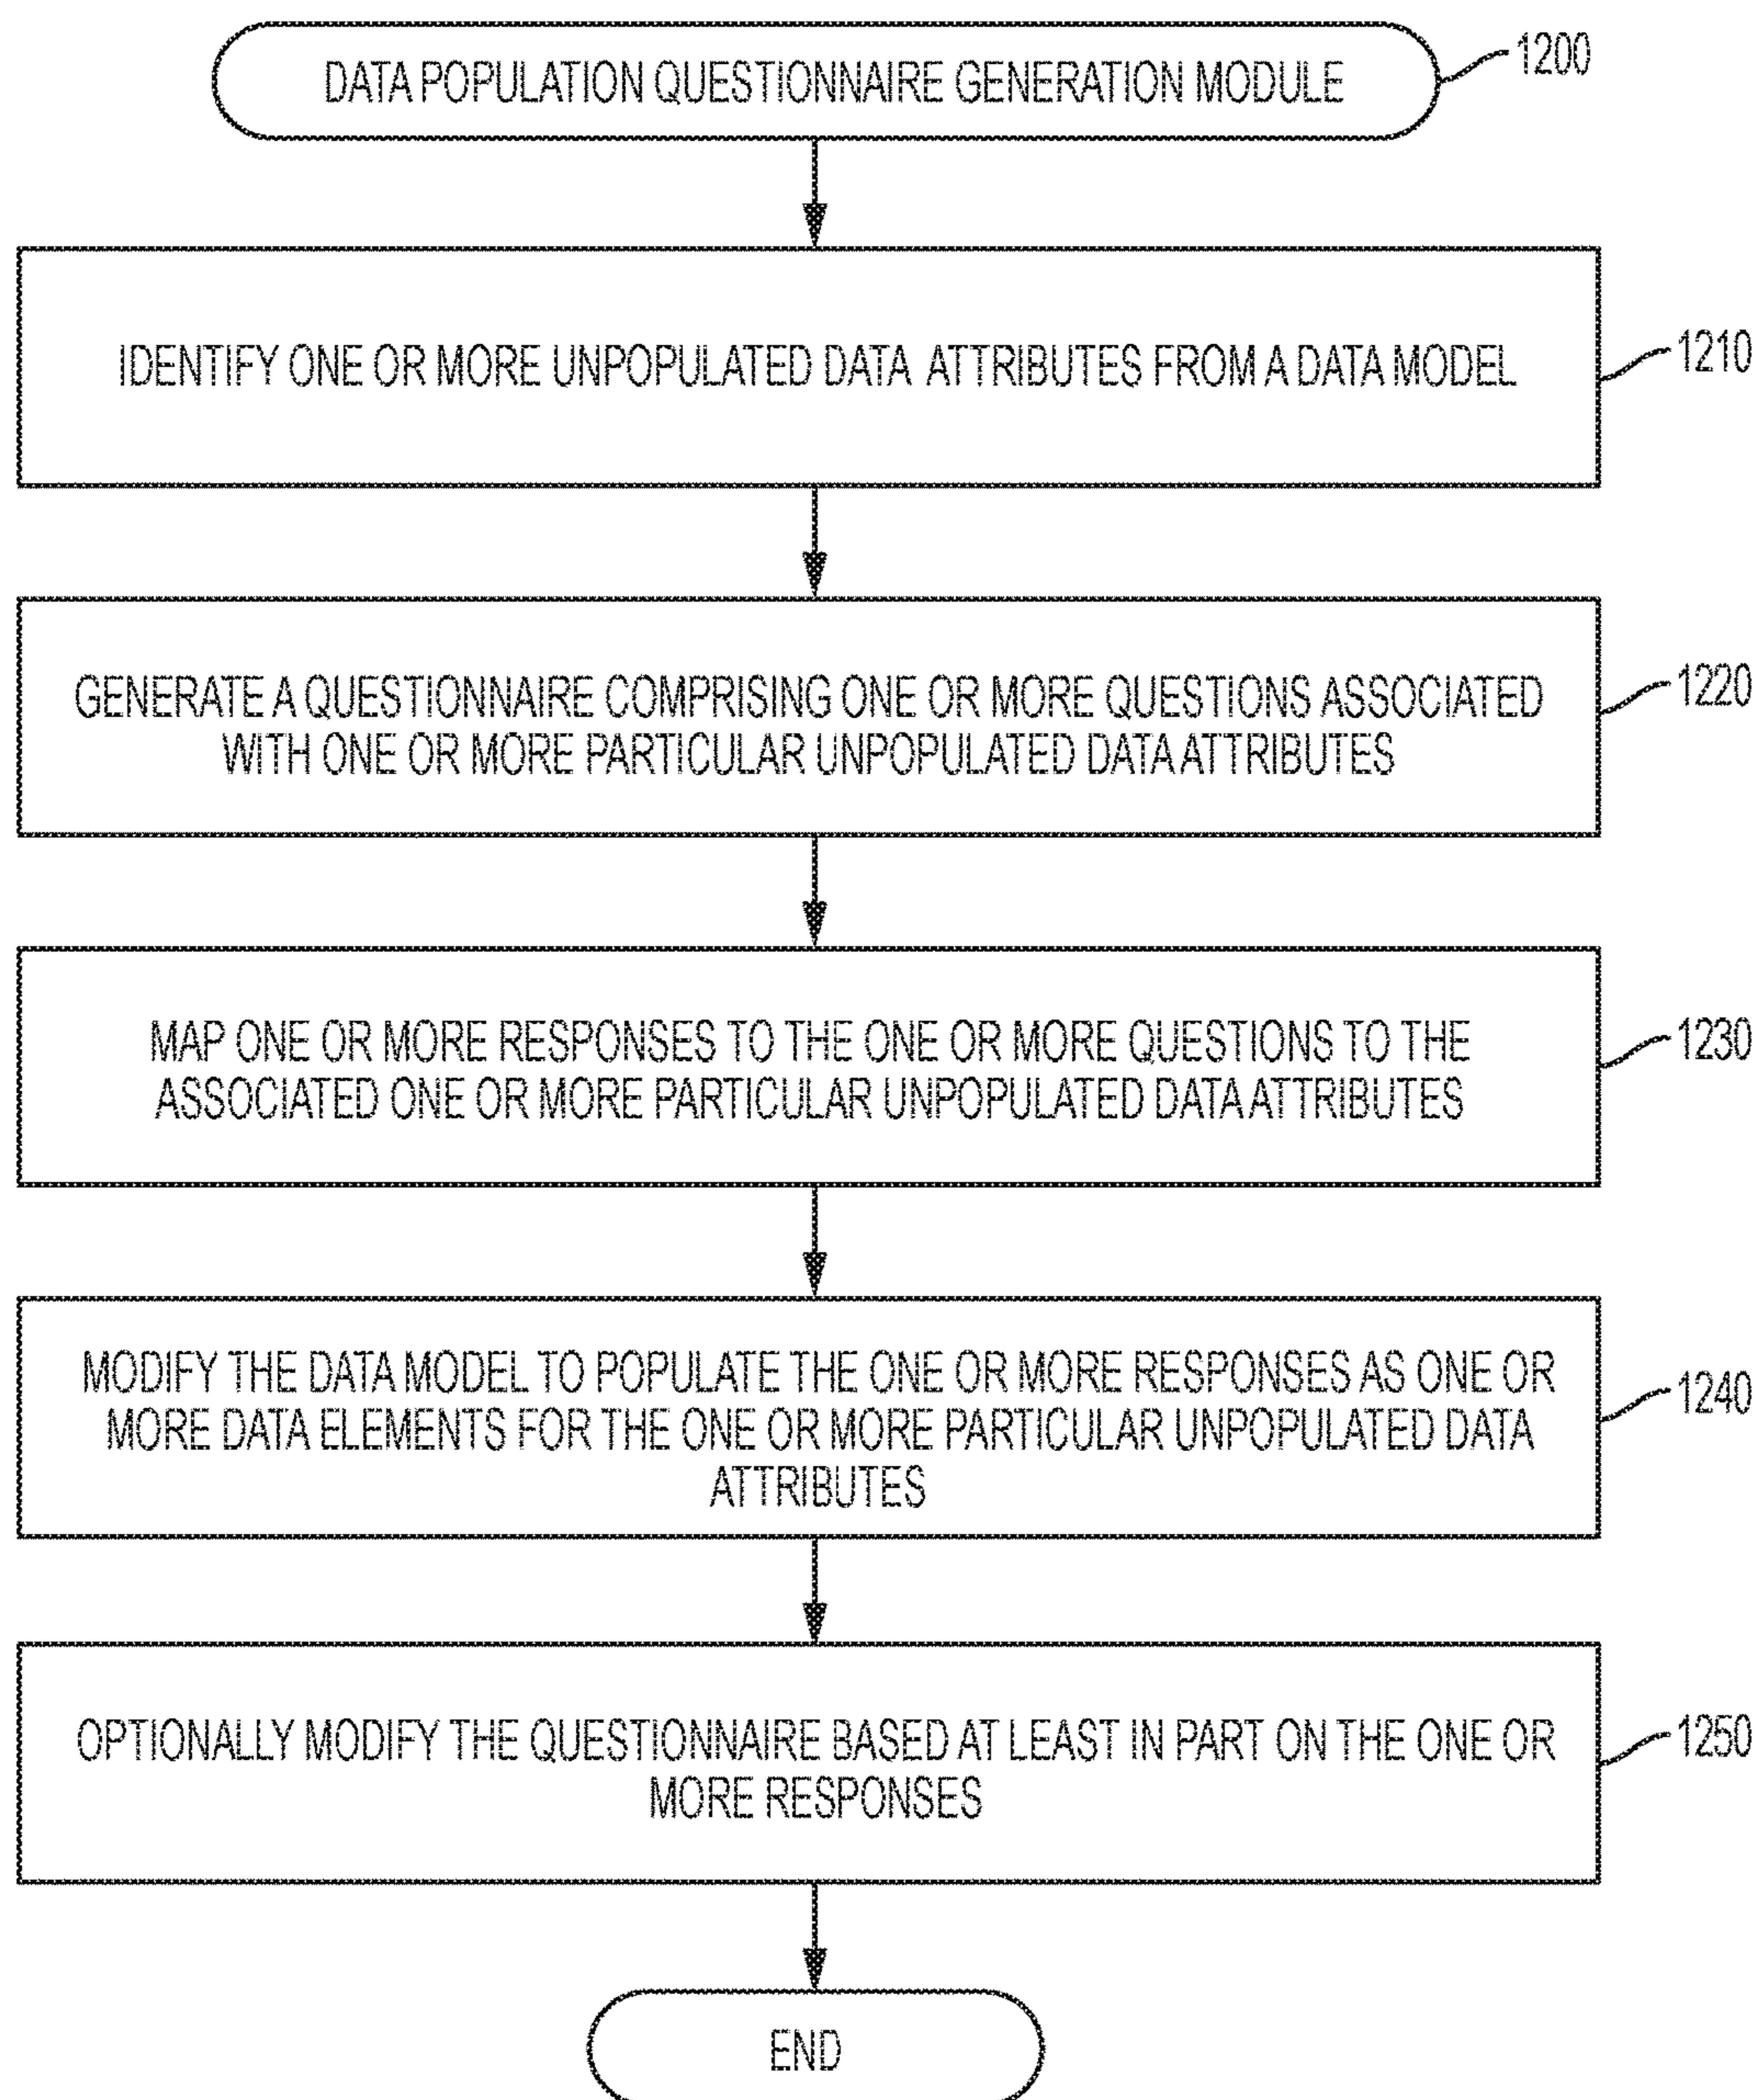 DATA POPULATION QUESTIONNAIRE GENERATION MODULE
1200
IDENTIFY ONE OR MORE UNPOPULATED DATA ATTRIBUTES FROM A DATA MODEL
1210
GENERATE A QUESTIONNAIRE COMPRISING ONE OR MORE QUESTIONS ASSOCIATED
WITH ONE OR MORE PARTICULAR UNPOPULATED DATA ATTRIBUTES
1220
MAP ONE OR MORE RESPONSES TO THE ONE OR MORE QUESTIONS TO THE
ASSOCIATED ONE OR MORE PARTICULAR UNPOPULATED DATA ATTRIBUTES
1230
MODIFY THE DATA MODEL TO POPULATE THE ONE OR MORE RESPONSES AS ONE OR
MORE DATA ELEMENTS FOR THE ONE OR MORE PARTICULAR UNPOPULATED DATA
ATTRIBUTES
1240
OPTIONALLY MODIFY THE QUESTIONNAIRE BASED AT LEAST IN PART ON THE ONE OR
MORE RESPONSES
1250
END